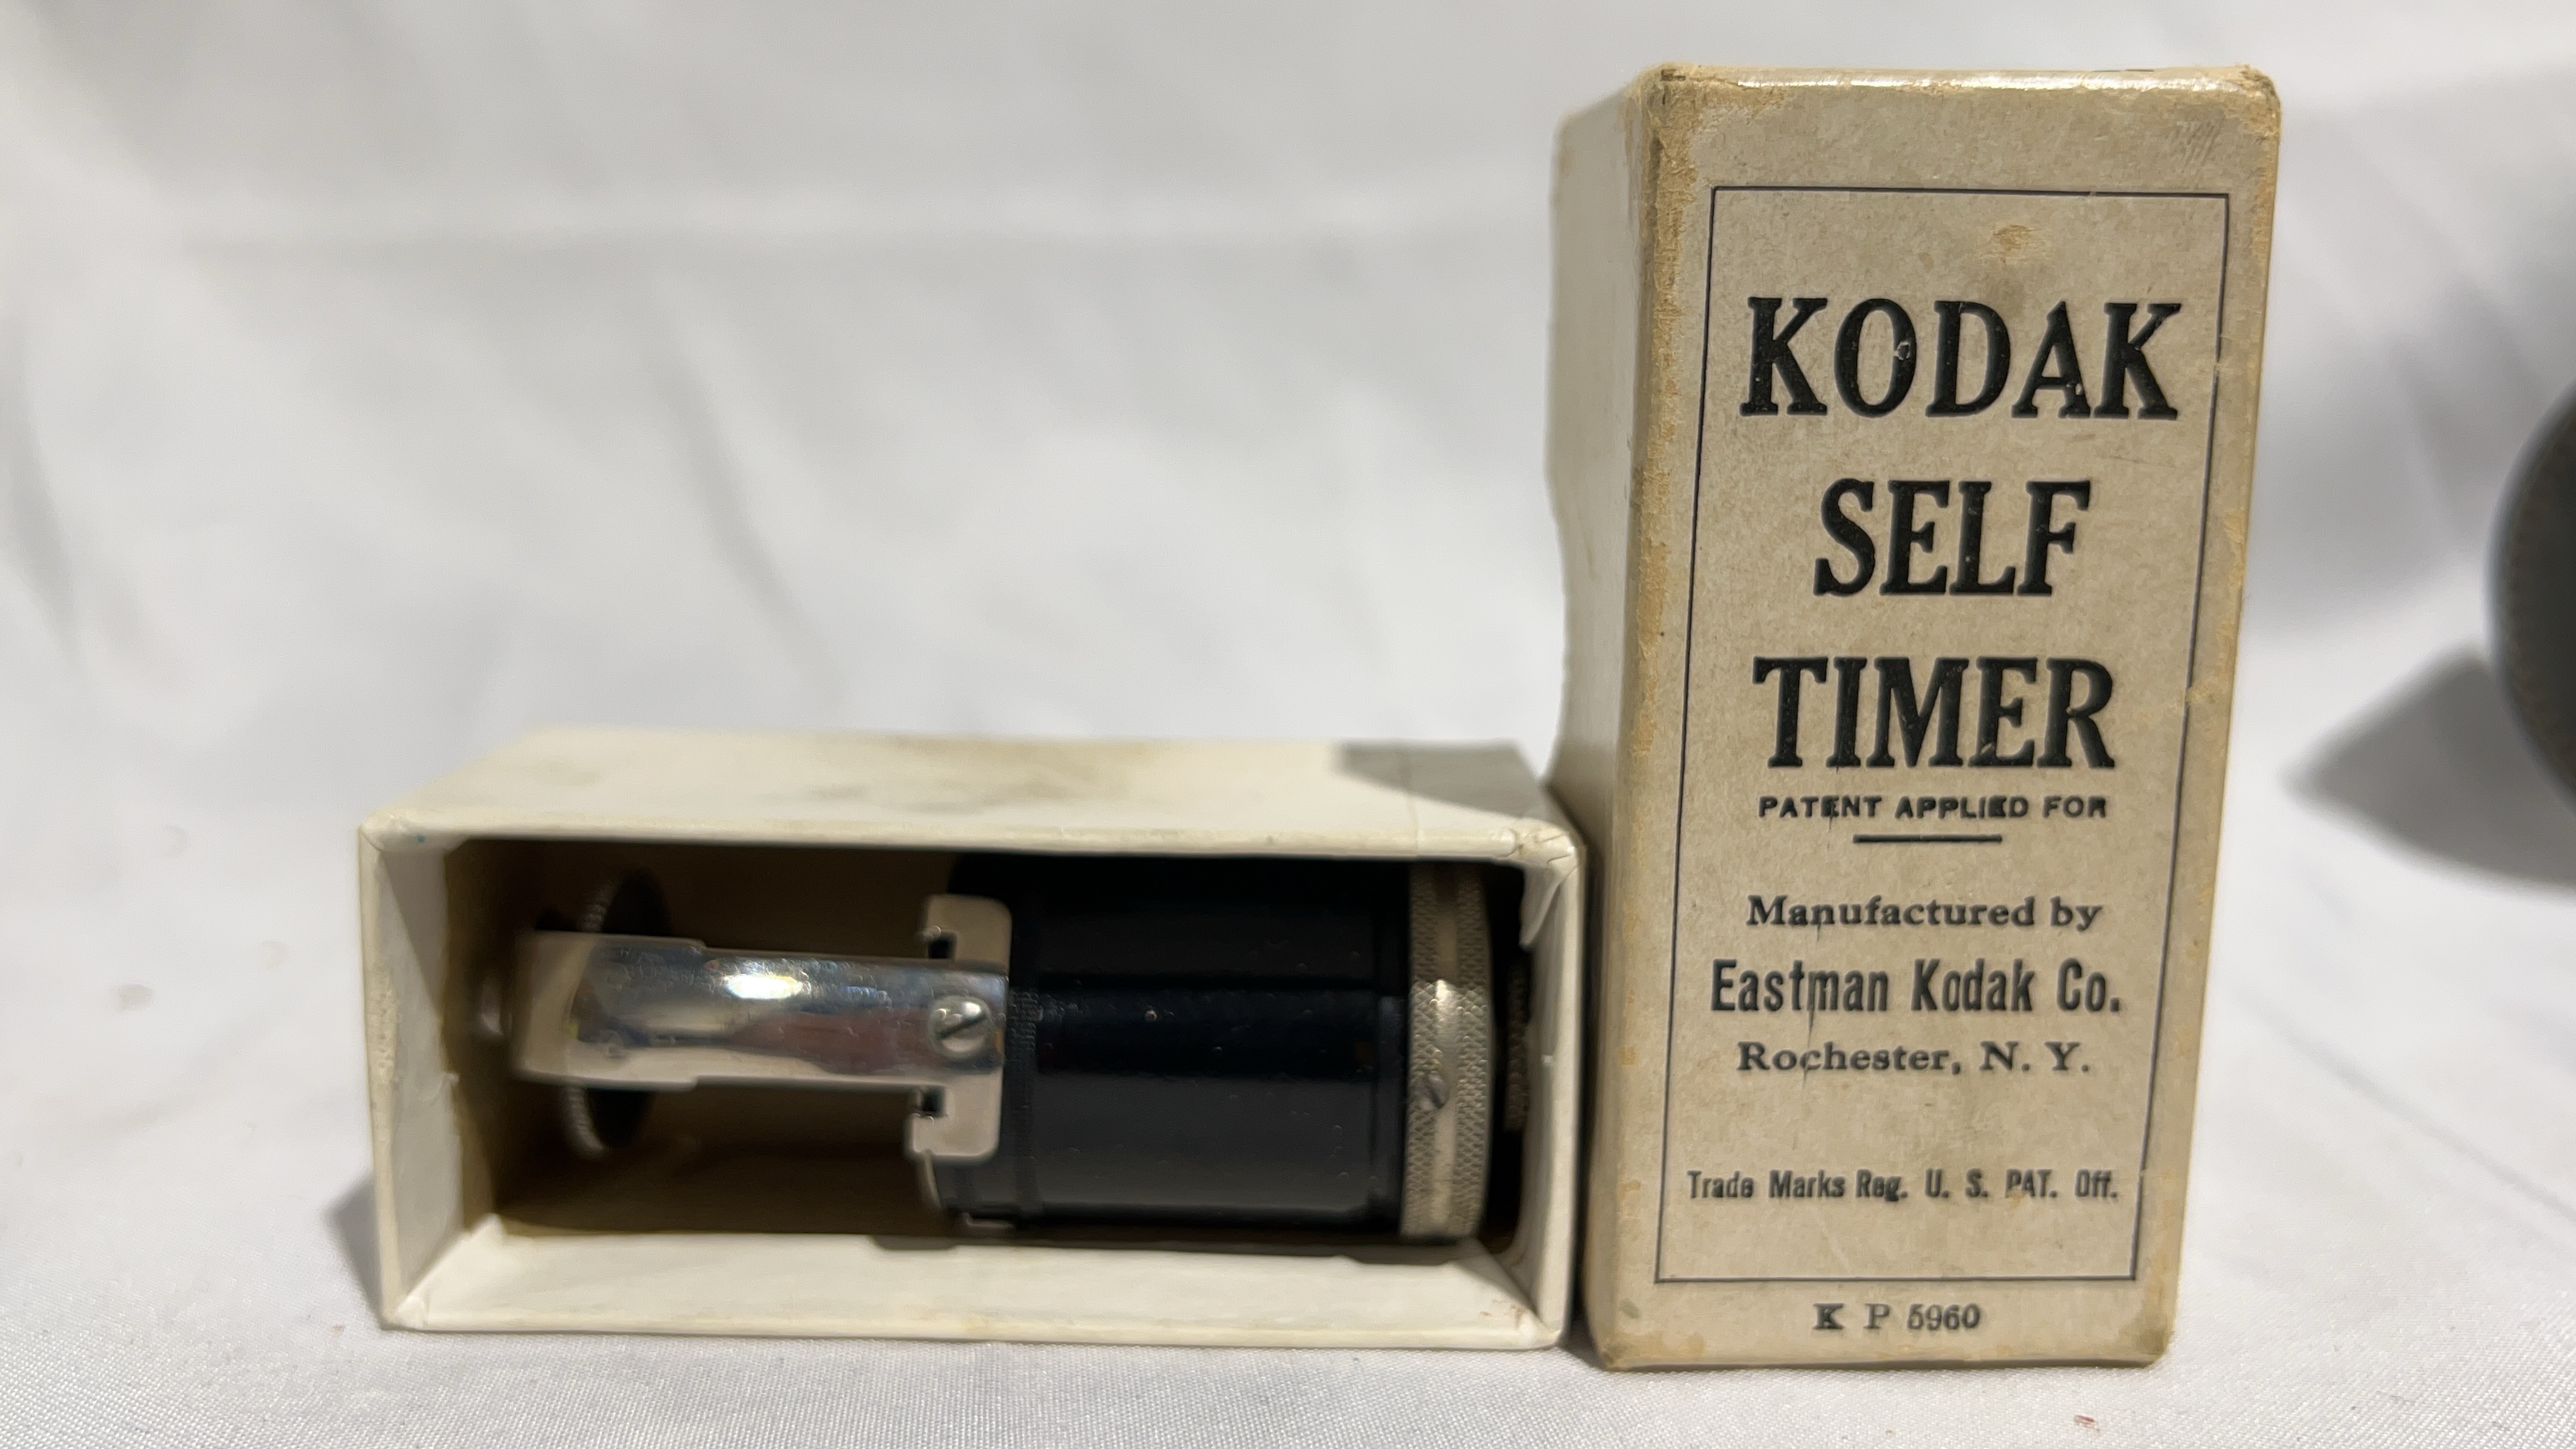 KODAK
SELF
TIMER
PATENT APPLIED FOR
Manufactured by
Eastman Kodak Co.
Rochester, N. Y.
Trade Marks Reg. U. S. PAT. Off.
K P 5960